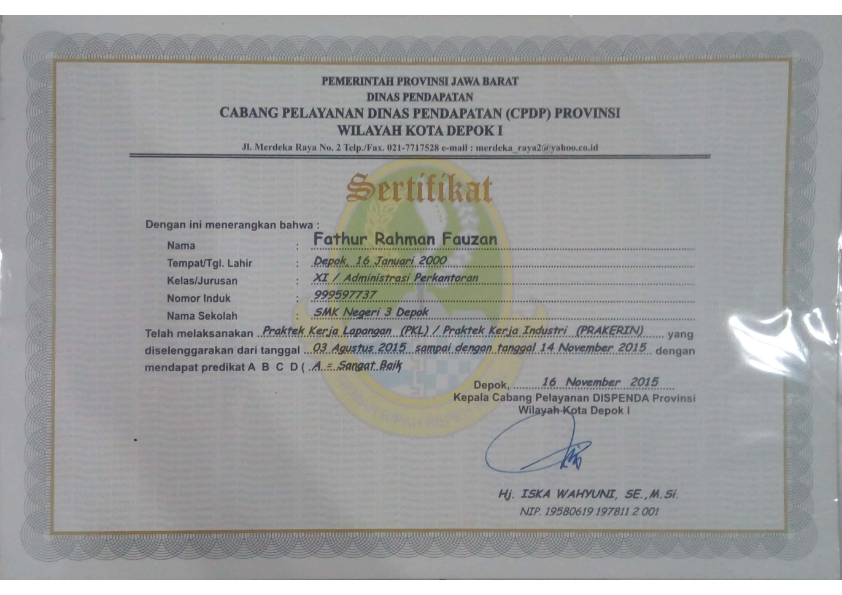 PEMERINTAH PROVINSI JAWA BARAT
DINAS PENDAPATAN
CABANG PELAYANAN DINAS PENDAPATAN (CPDP) PROVINSI
WILAYAH KOTA DEPOK I
Jl. Merdeka Raya No. 2 Telp./Fax. 021-7717528 e-mail : merdeka_raya2@yahoo.co.id
Sertifikat
Dengan ini menerangkan bahwa :
Nama : Fathur Rahman Fauzan
Tempat/Tgl. Lahir : Depok, 16 Januari 2000
Kelas/Jurusan : XI / Administrasi Perkantoran
Nomor Induk : 999597737
Nama Sekolah : SMK Negeri 3 Depok
Telah melaksanakan Praktek Kerja Lapangan (PKL) / Praktek Kerja Industri (PRAKERIN) yang
diselenggarakan dari tanggal 03 Agustus 2015 sampai dengan tanggal 14 November 2015 dengan
mendapat predikat A B C D ( A = Sangat Baik
Depok, 16 November 2015
Kepala Cabang Pelayanan DISPENDA Provinsi
Wilayah Kota Depok I
Hj. ISKA WAHYUNI, SE.,M.Si.
NIP. 19580619 197811 2 001